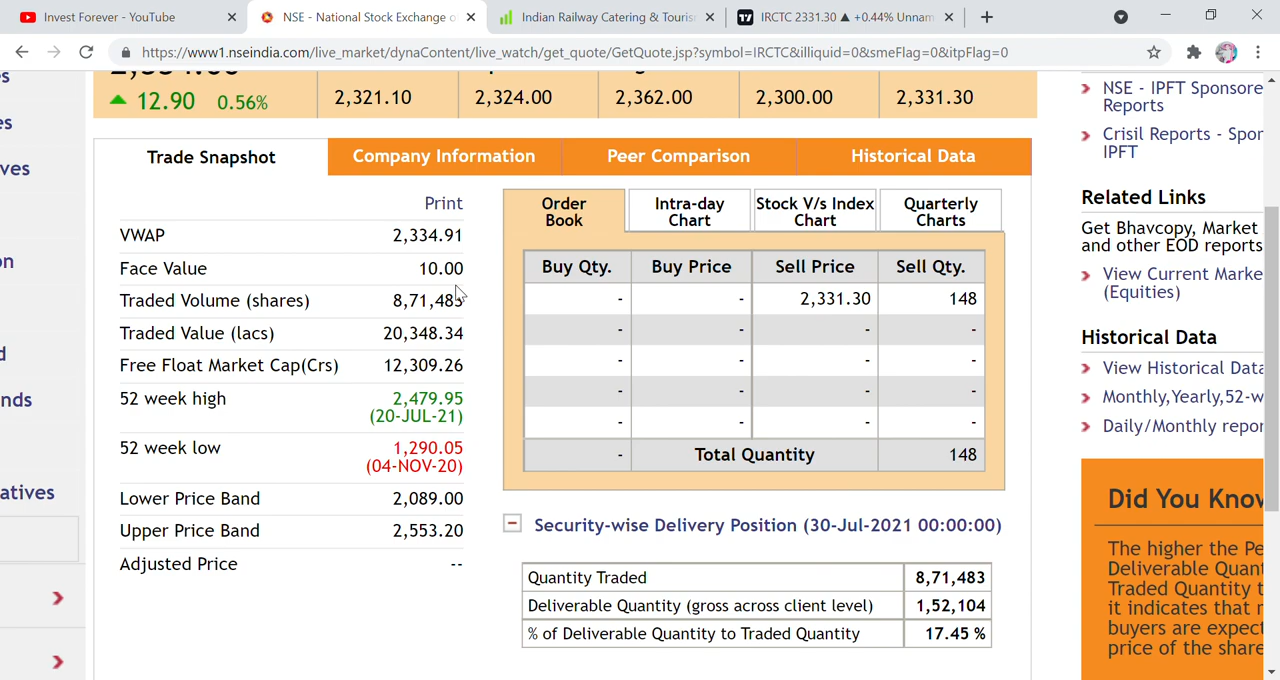 Invest Forever - YouTube
NSE - National Stock Exchange o
Indian Railway Catering & Touris
IRCTC 2331.30 ▲ +0.44% Unnam
https://www1.nseindia.com/live_market/dynaContent/live_watch/get_quote/GetQuote.jsp?symbol=IRCTC&illiquid=0&smeFlag=0&itpFlag=0
12.90 0.56% 2,321.10 2,324.00 2,362.00 2,300.00 2,331.30
Trade Snapshot Company Information Peer Comparison Historical Data
Print
VWAP 2,334.91
Face Value 10.00
Traded Volume (shares) 8,71,483
Traded Value (lacs) 20,348.34
Free Float Market Cap(Crs) 12,309.26
52 week high 2,479.95
(20-JUL-21)
52 week low 1,290.05
(04-NOV-20)
Lower Price Band 2,089.00
Upper Price Band 2,553.20
Adjusted Price --
Order
Book
Intra-day
Chart
Stock V/s Index
Chart
Quarterly
Charts
Buy Qty. Buy Price Sell Price Sell Qty.
- - 2,331.30 148
- - - -
- - - -
- - - -
- - - -
- Total Quantity 148
Security-wise Delivery Position (30-Jul-2021 00:00:00)
Quantity Traded 8,71,483
Deliverable Quantity (gross across client level) 1,52,104
% of Deliverable Quantity to Traded Quantity 17.45 %
NSE - IPFT Sponsore
Reports
Crisil Reports - Spor
IPFT
Related Links
Get Bhavcopy, Market
and other EOD reports
View Current Marke
(Equities)
Historical Data
View Historical Data
Monthly,Yearly,52-w
Daily/Monthly repor
Did You Know
The higher the Pe
Deliverable Quant
Traded Quantity t
it indicates that
buyers are expect
price of the share
es
es
ves
on
d
nds
atives